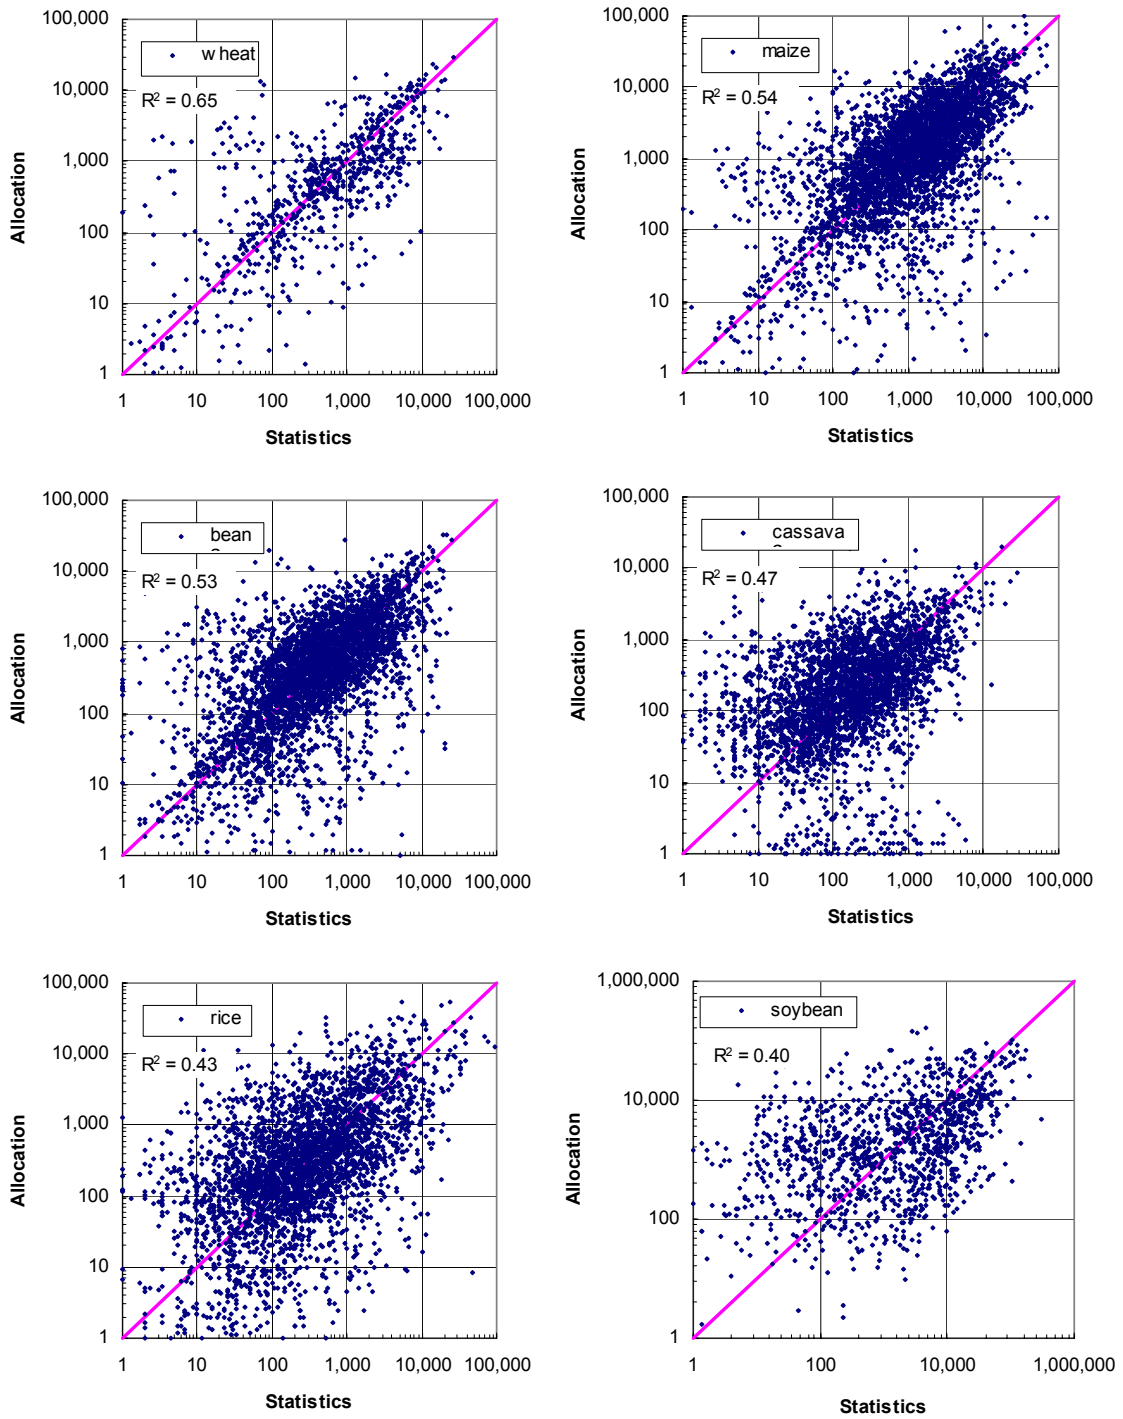 100,000
10,000
1,000
100
10
1
wheat
R² = 0.65
Allocation
1 10 100 1,000 10,000 100,000
Statistics
100,000
10,000
1,000
100
10
1
maize
R² = 0.54
Allocation
1 10 100 1,000 10,000 100,000
Statistics
100,000
10,000
1,000
100
10
1
bean
R² = 0.53
Allocation
1 10 100 1,000 10,000 100,000
Statistics
100,000
10,000
1,000
100
10
1
cassava
R² = 0.47
Allocation
1 10 100 1,000 10,000 100,000
Statistics
100,000
10,000
1,000
100
10
1
rice
R² = 0.43
Allocation
1 10 100 1,000 10,000 100,000
Statistics
1,000,000
10,000
100
1
soybean
R² = 0.40
Allocation
1 100 10,000 1,000,000
Statistics